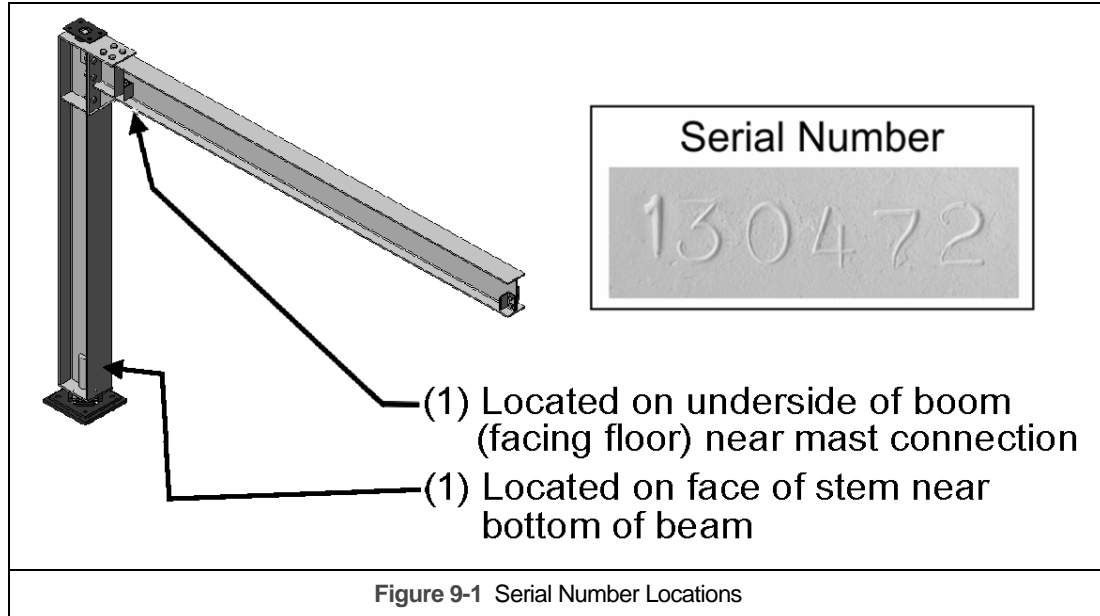 Serial Number
130472
(1) Located on underside of boom
(facing floor) near mast connection
(1) Located on face of stem near
bottom of beam
Figure 9-1 Serial Number Locations